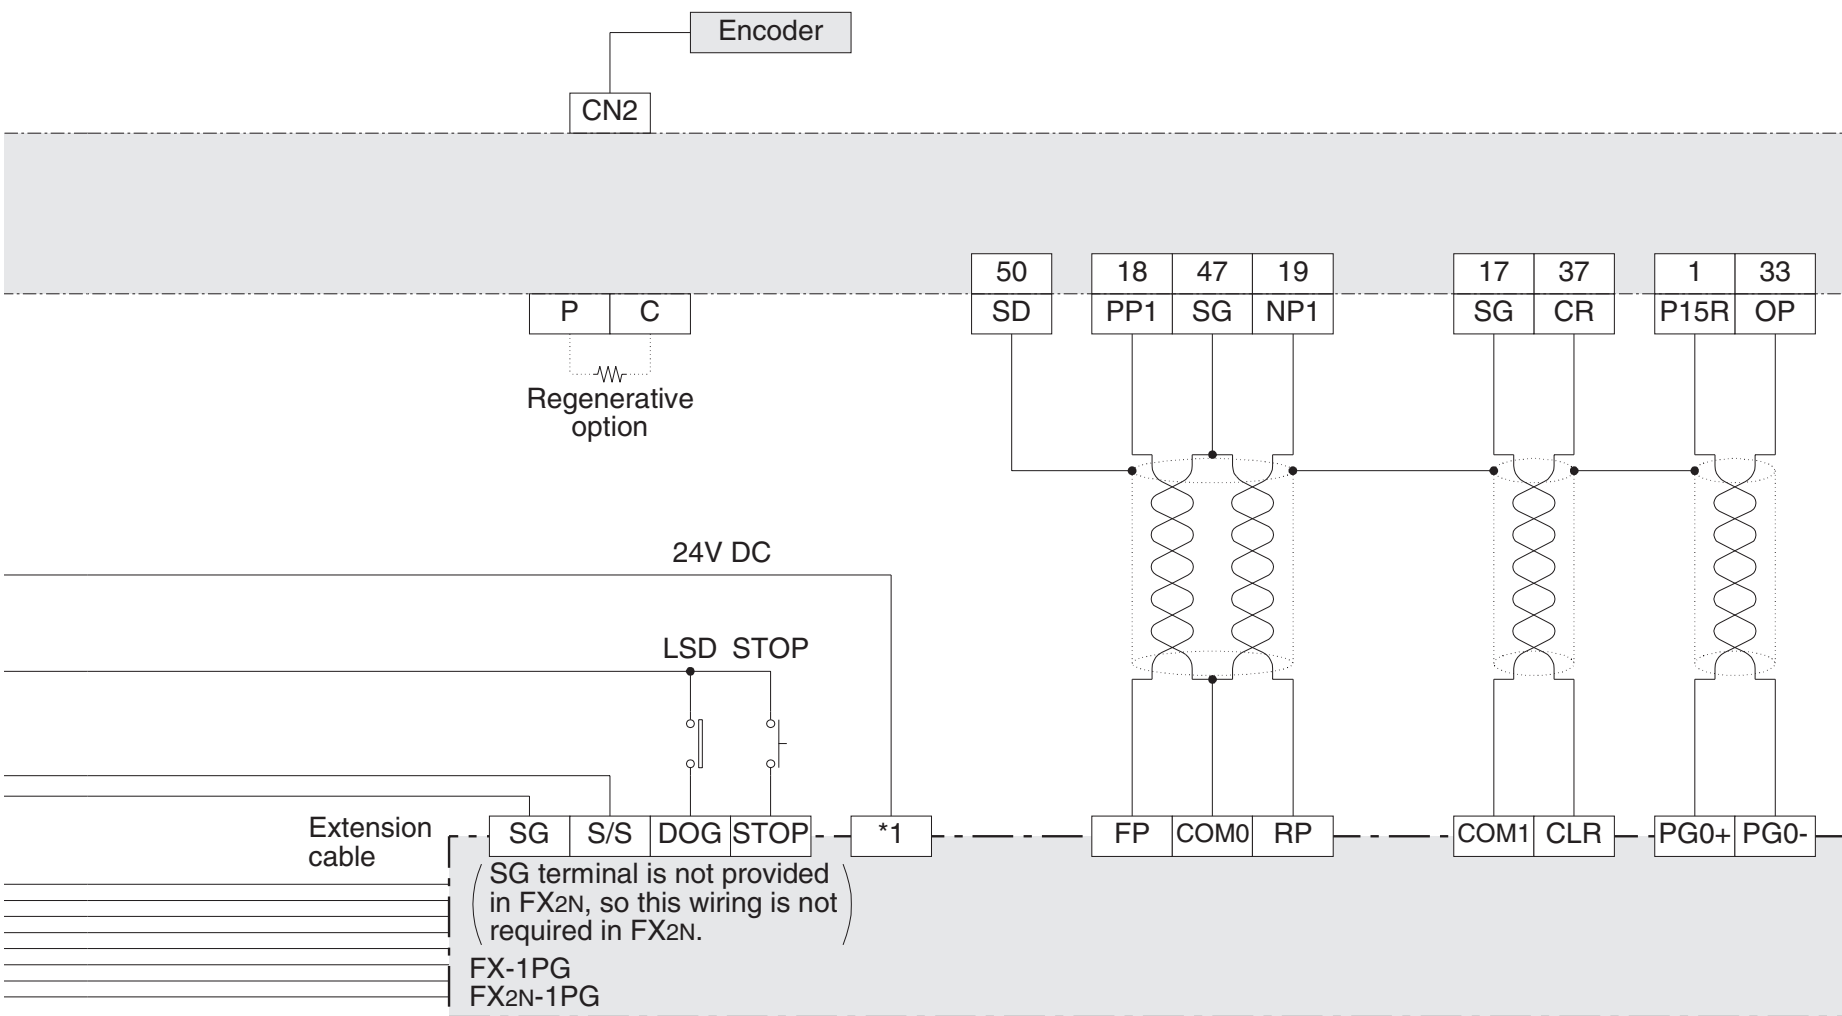 Encoder
CN2
50 18 47 19 17 37 1 33
P C SD PP1 SG NP1 SG CR P15R OP
Regenerative
option
24V DC
LSD STOP
Extension
cable
SG S/S DOG STOP *1 FP COM0 RP COM1 CLR PG0+ PG0-
(SG terminal is not provided
in FX2N, so this wiring is not
required in FX2N.)
FX-1PG
FX2N-1PG